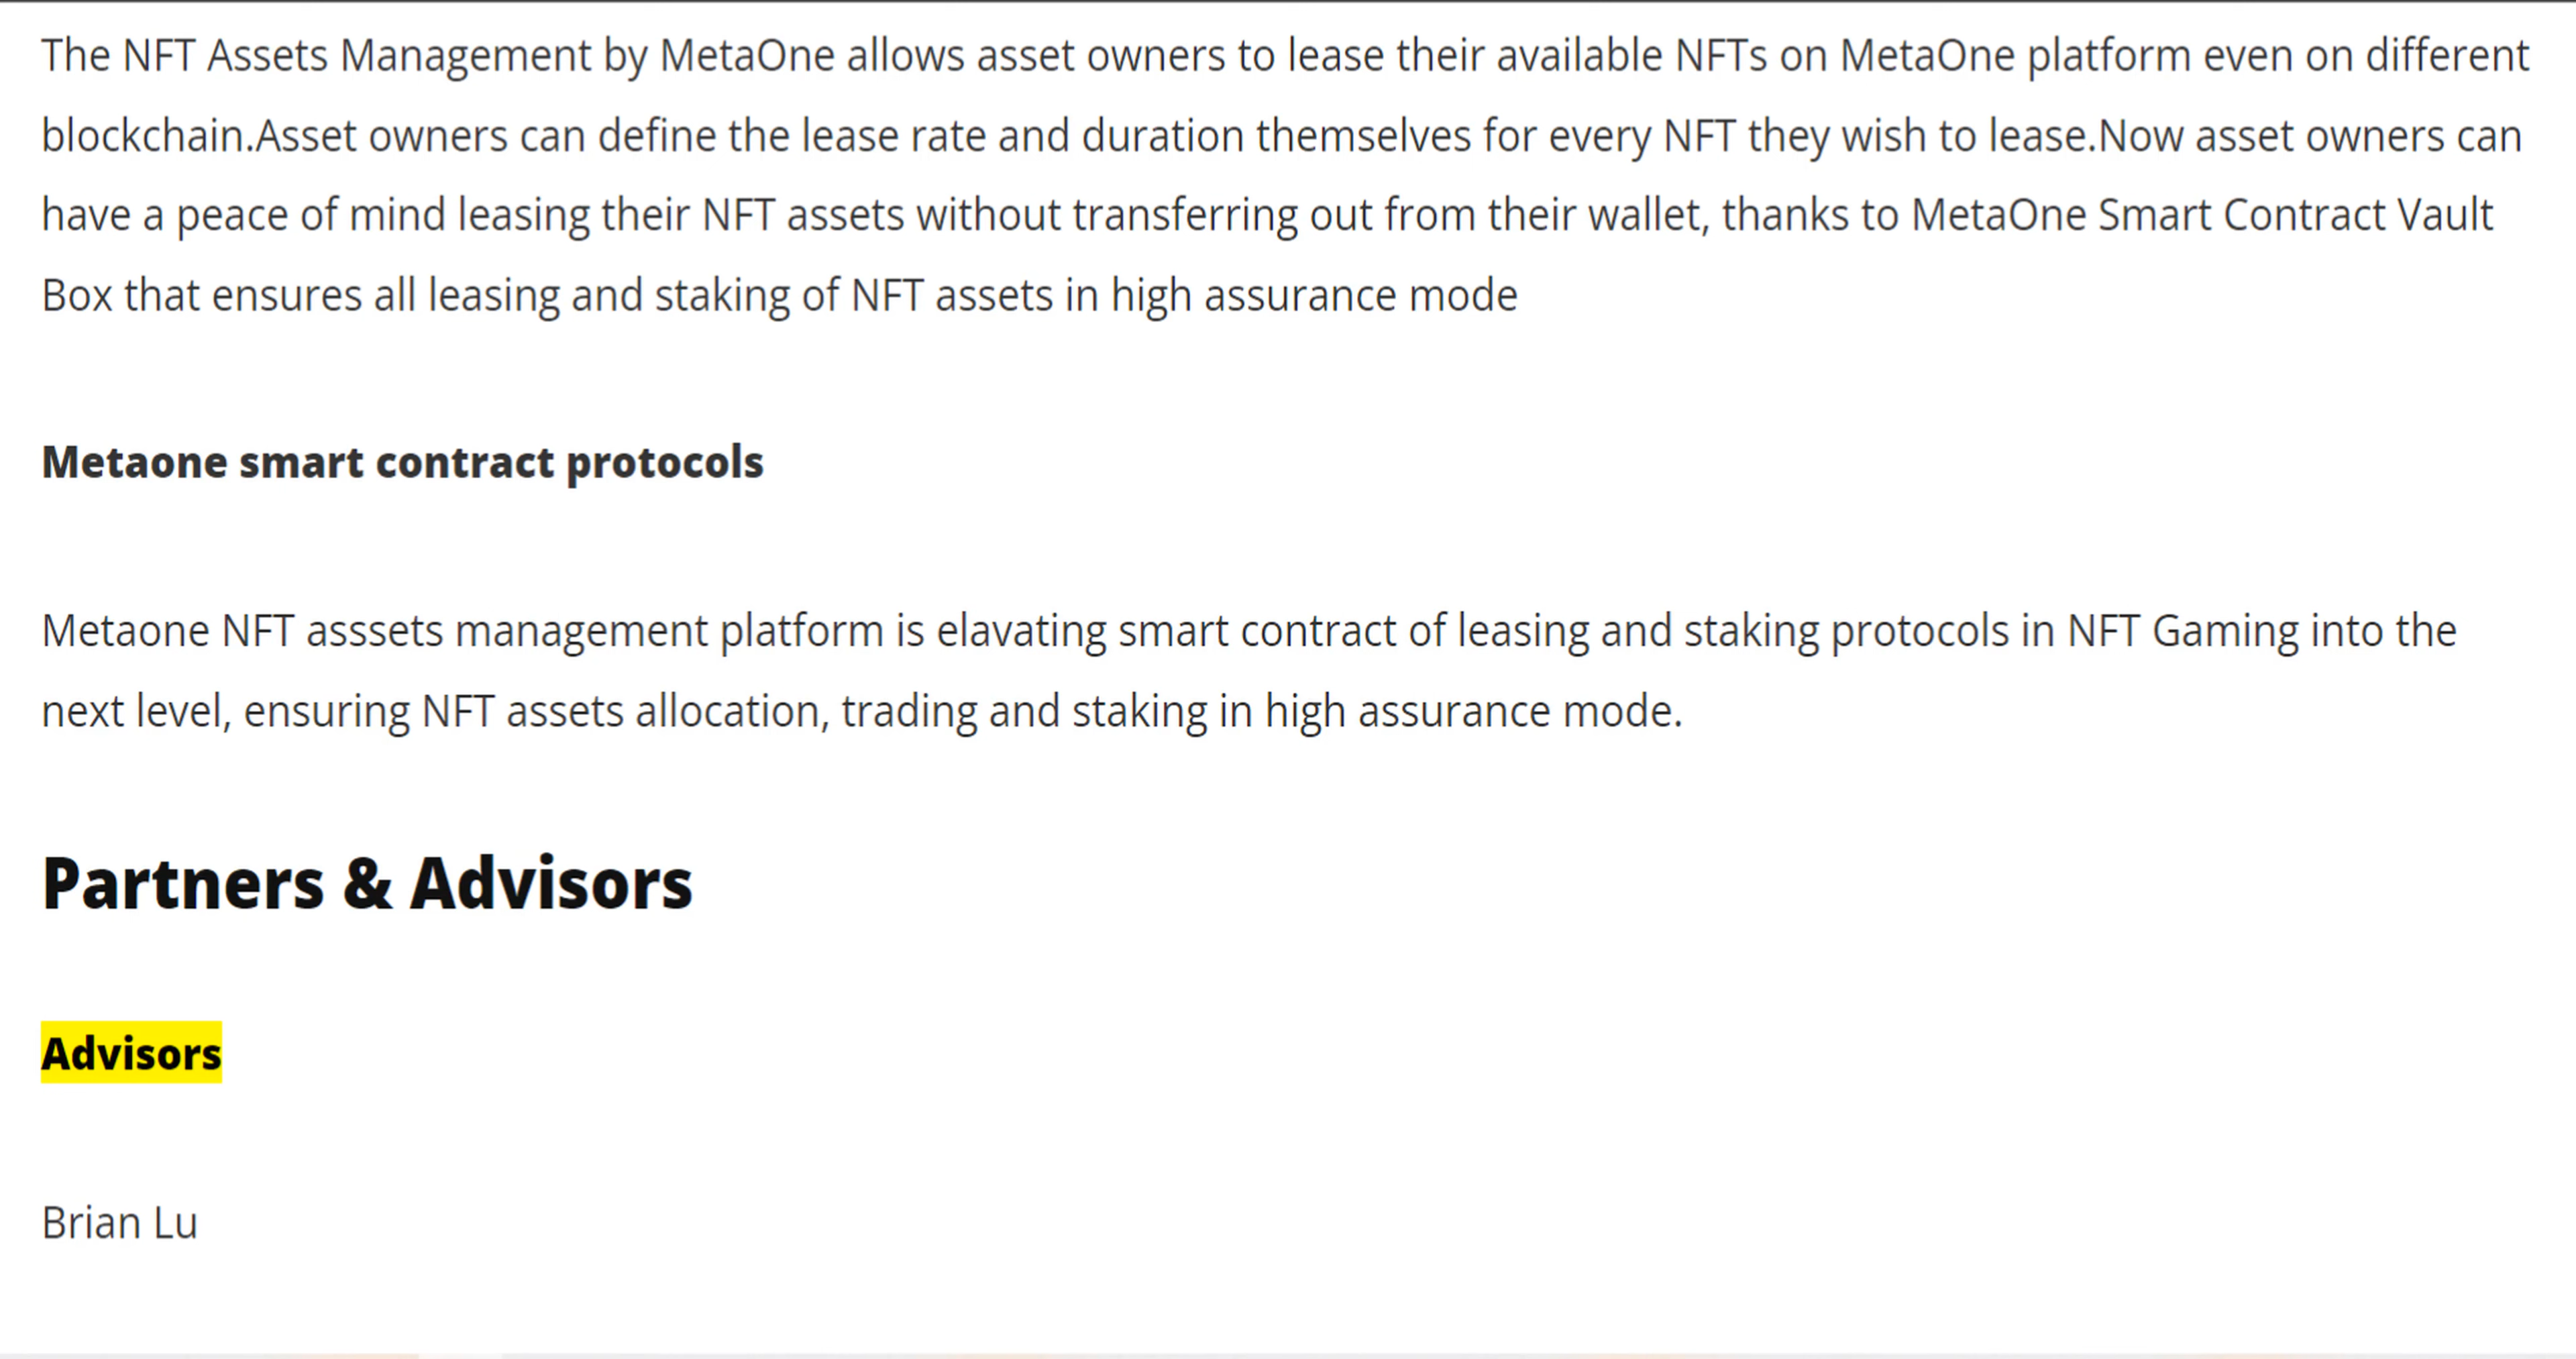 The NFT Assets Management by MetaOne allows asset owners to lease their available NFTs on MetaOne platform even on different
blockchain.Asset owners can define the lease rate and duration themselves for every NFT they wish to lease.Now asset owners can
have a peace of mind leasing their NFT assets without transferring out from their wallet, thanks to MetaOne Smart Contract Vault
Box that ensures all leasing and staking of NFT assets in high assurance mode
Metaone smart contract protocols
Metaone NFT asssets management platform is elavating smart contract of leasing and staking protocols in NFT Gaming into the
next level, ensuring NFT assets allocation, trading and staking in high assurance mode.
Partners & Advisors
Advisors
Brian Lu